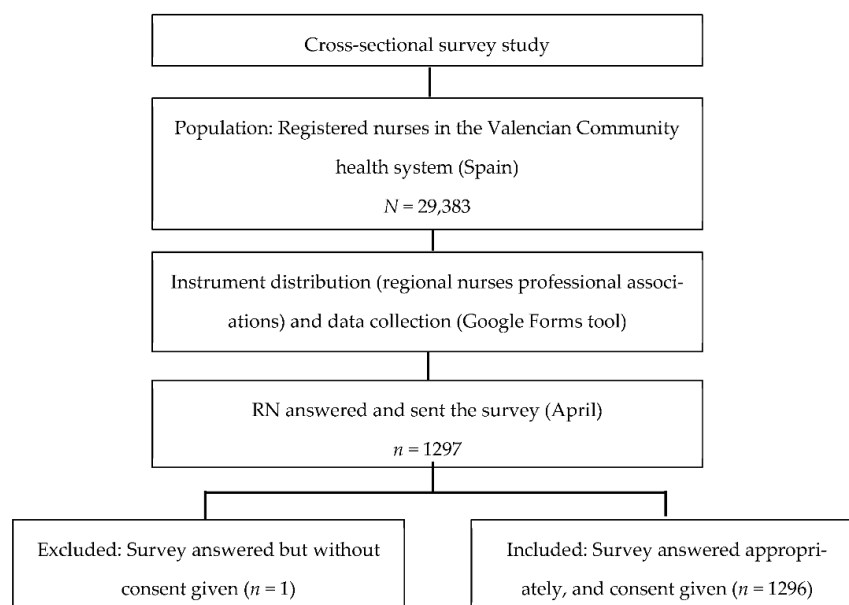 Cross-sectional survey study
Population: Registered nurses in the Valencian Community
health system (Spain)
N = 29,383
Instrument distribution (regional nurses professional associ-
ations) and data collection (Google Forms tool)
RN answered and sent the survey (April)
n = 1297
Excluded: Survey answered but without
consent given (n = 1)
Included: Survey answered appropri-
ately, and consent given (n = 1296)